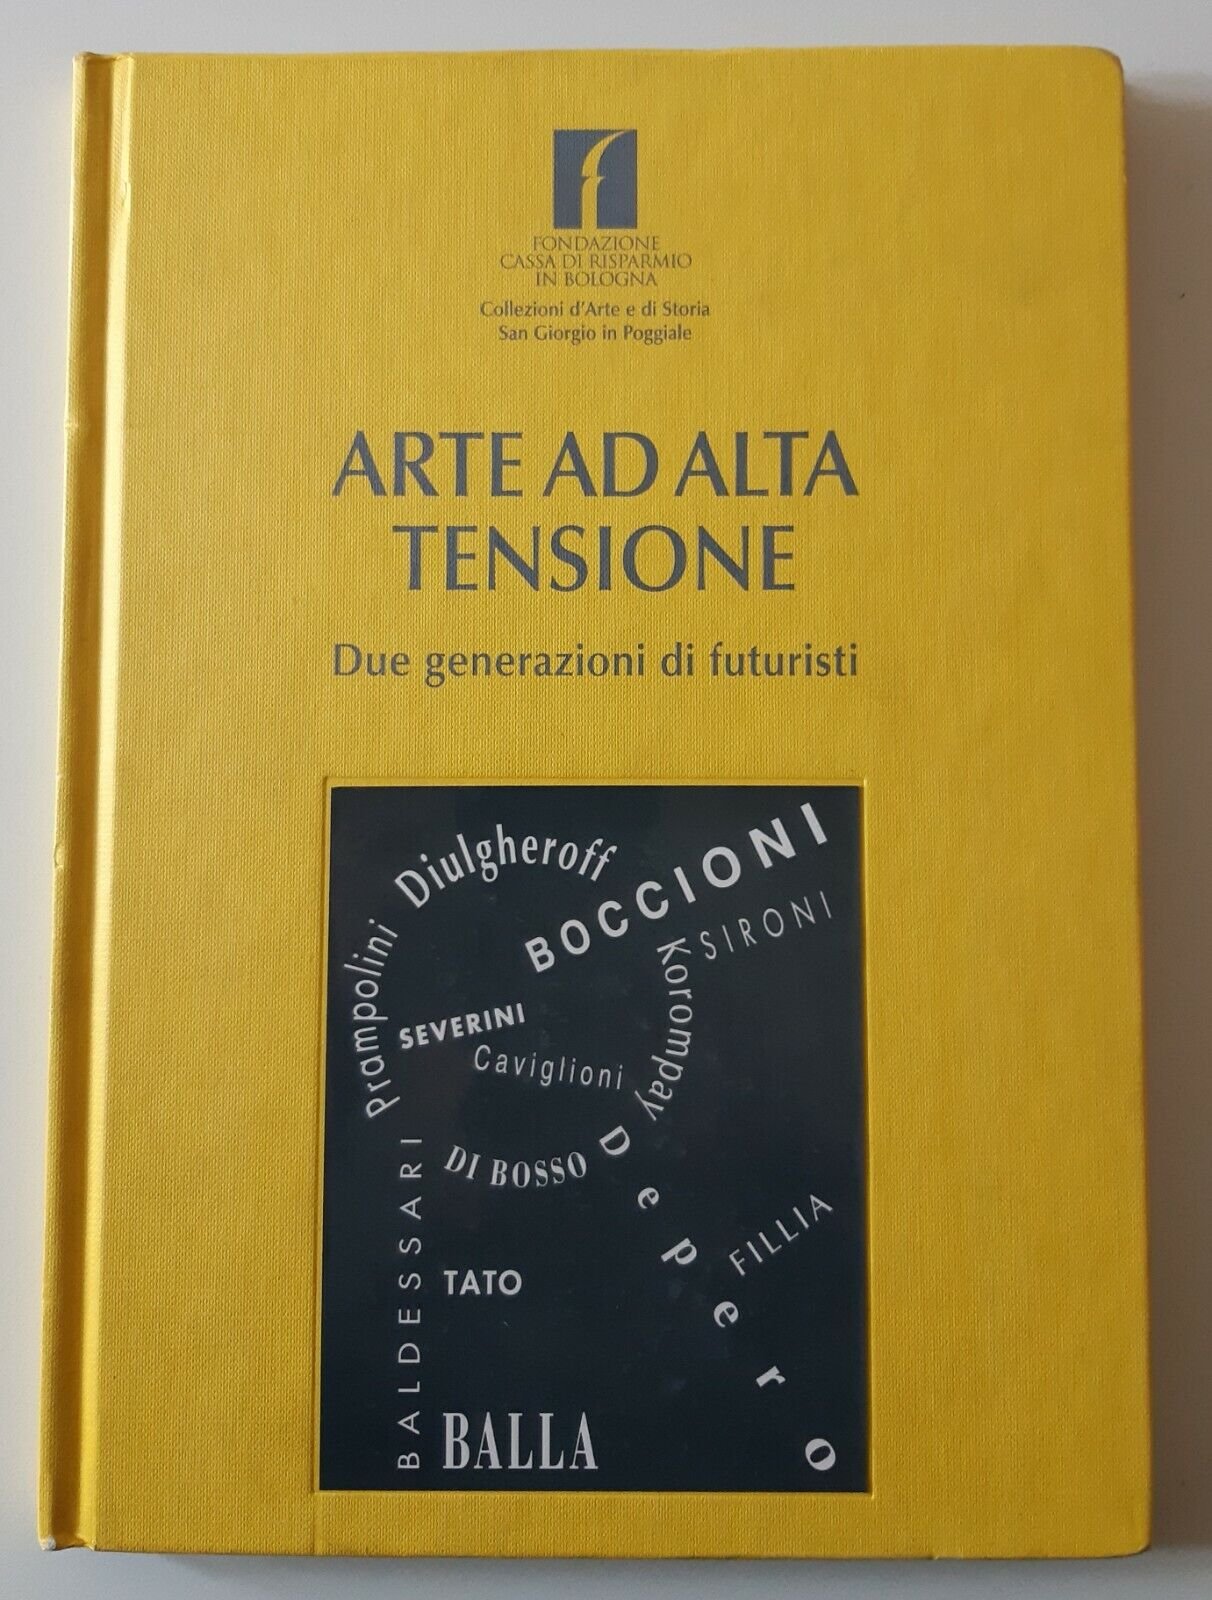 FONDAZIONE
CASSA DI RISPARMIO
IN BOLOGNA
Collezioni d'Arte e di Storia
San Giorgio in Poggiale
ARTE AD ALTA
TENSIONE
Due generazioni di futuristi
Diulgheroff
BOCCIONI
SIRONI
Prampolini
Korompay
SEVERINI
Caviglioni
Depero
DI BOSSO
BALDESSARI
FILLIA
TATO
BALLA